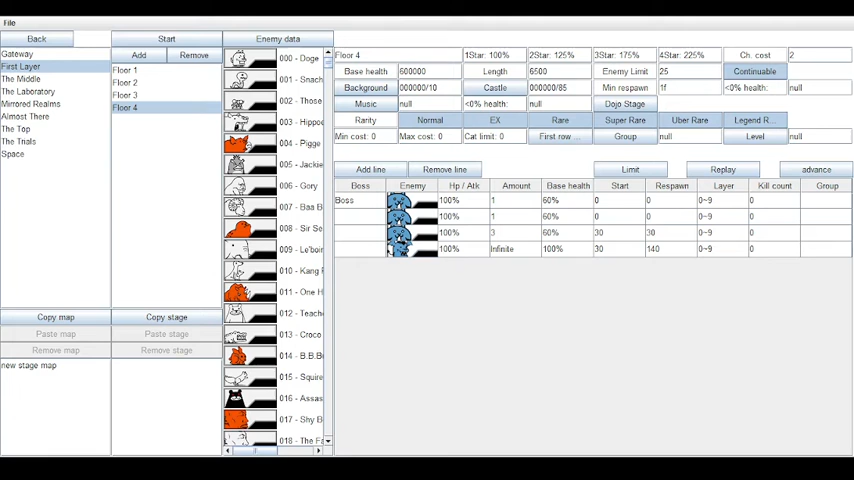 File
Back Start Enemy data
Gateway
First Layer
The Middle
The Laboratory
Mirrored Realms
Almost There
The Top
The Trials
Space
Add Remove
Floor 1
Floor 2
Floor 3
Floor 4
Copy map Copy stage
Paste map Paste stage
Remove map Remove stage
new stage map
000 - Doge
001 - Snach
002 - Those
003 - Hippoc
004 - Pigge
005 - Jackie
006 - Gory
007 - Baa B
008 - Sir Se
009 - Le'boin
010 - Kang R
011 - One H
012 - Teache
013 - Croco
014 - B.B.Bu
015 - Squire
016 - Assas
017 - Shy B
018 - The Fa
Floor 4 1Star: 100% 2Star: 125% 3Star: 175% 4Star: 225% Ch. cost 2
Base health 600000 Length 6500 Enemy Limit 25 Continuable
Background 000000/10 Castle 000000/85 Min respawn 1f <0% health: null
Music null <0% health: null Dojo Stage
Rarity Normal EX Rare Super Rare Uber Rare Legend R...
Min cost: 0 Max cost: 0 Cat limit: 0 First row ... Group null Level null
Add line Remove line Limit Replay advance
Boss Enemy Hp / Atk Amount Base health Start Respawn Layer Kill count Group
Boss 100% 1 60% 0 0 0~9 0
100% 1 60% 0 0 0~9 0
100% 3 60% 30 30 0~9 0
100% Infinite 100% 30 140 0~9 0